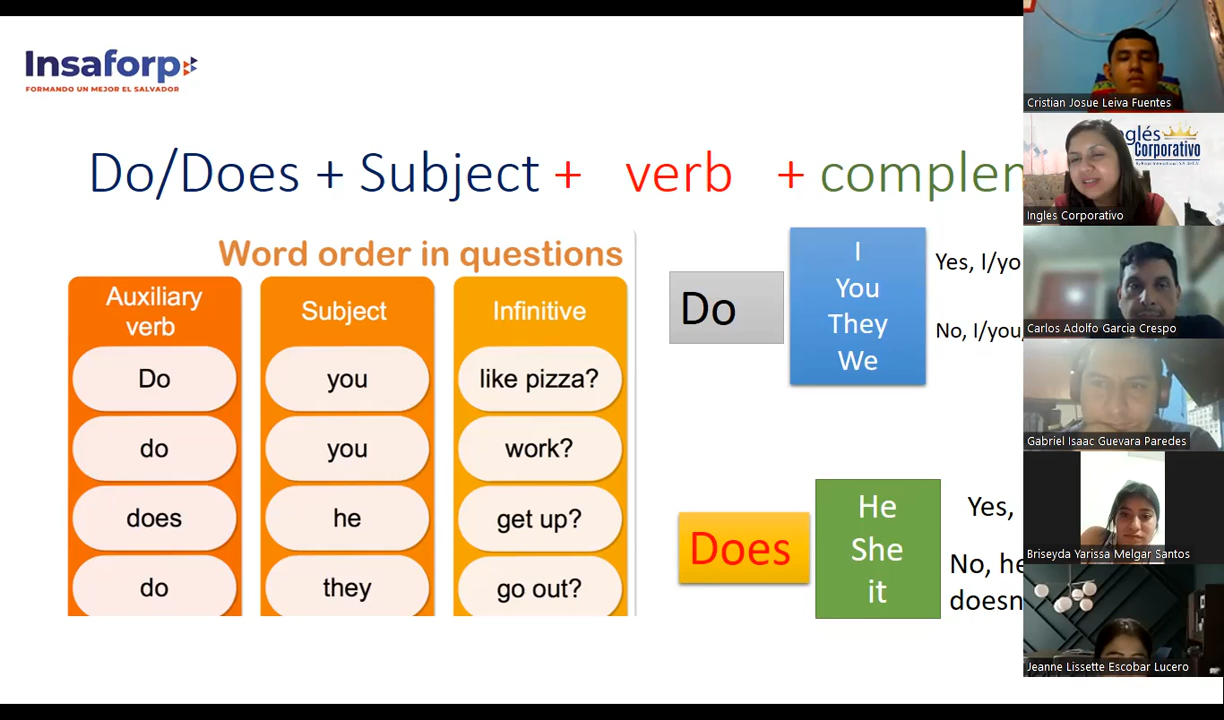 Insaforp
FORMANDO UN MEJOR EL SALVADOR
Do/Does + Subject + verb + complem
Word order in questions
Auxiliary
verb
Subject
Infinitive
Do
you
like pizza?
do
you
work?
does
he
get up?
do
they
go out?
Do
I
You
They
We
Yes, I/yo
No, I/you
Does
He
She
it
Yes,
No, he
doesn
Cristian Josue Leiva Fuentes
nglés
Corporativo
Ingles Corporativo
Carlos Adolfo Garcia Crespo
Gabriel Isaac Guevara Paredes
Briseyda Yarissa Melgar Santos
Jeanne Lissette Escobar Lucero